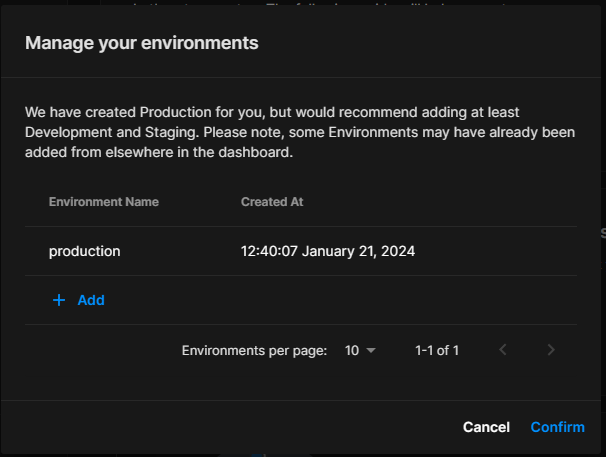 Manage your environments
We have created Production for you, but would recommend adding at least
Development and Staging. Please note, some Environments may have already been
added from elsewhere in the dashboard.
Environment Name Created At
production 12:40:07 January 21, 2024
+ Add
Environments per page: 10 1-1 of 1
Cancel Confirm